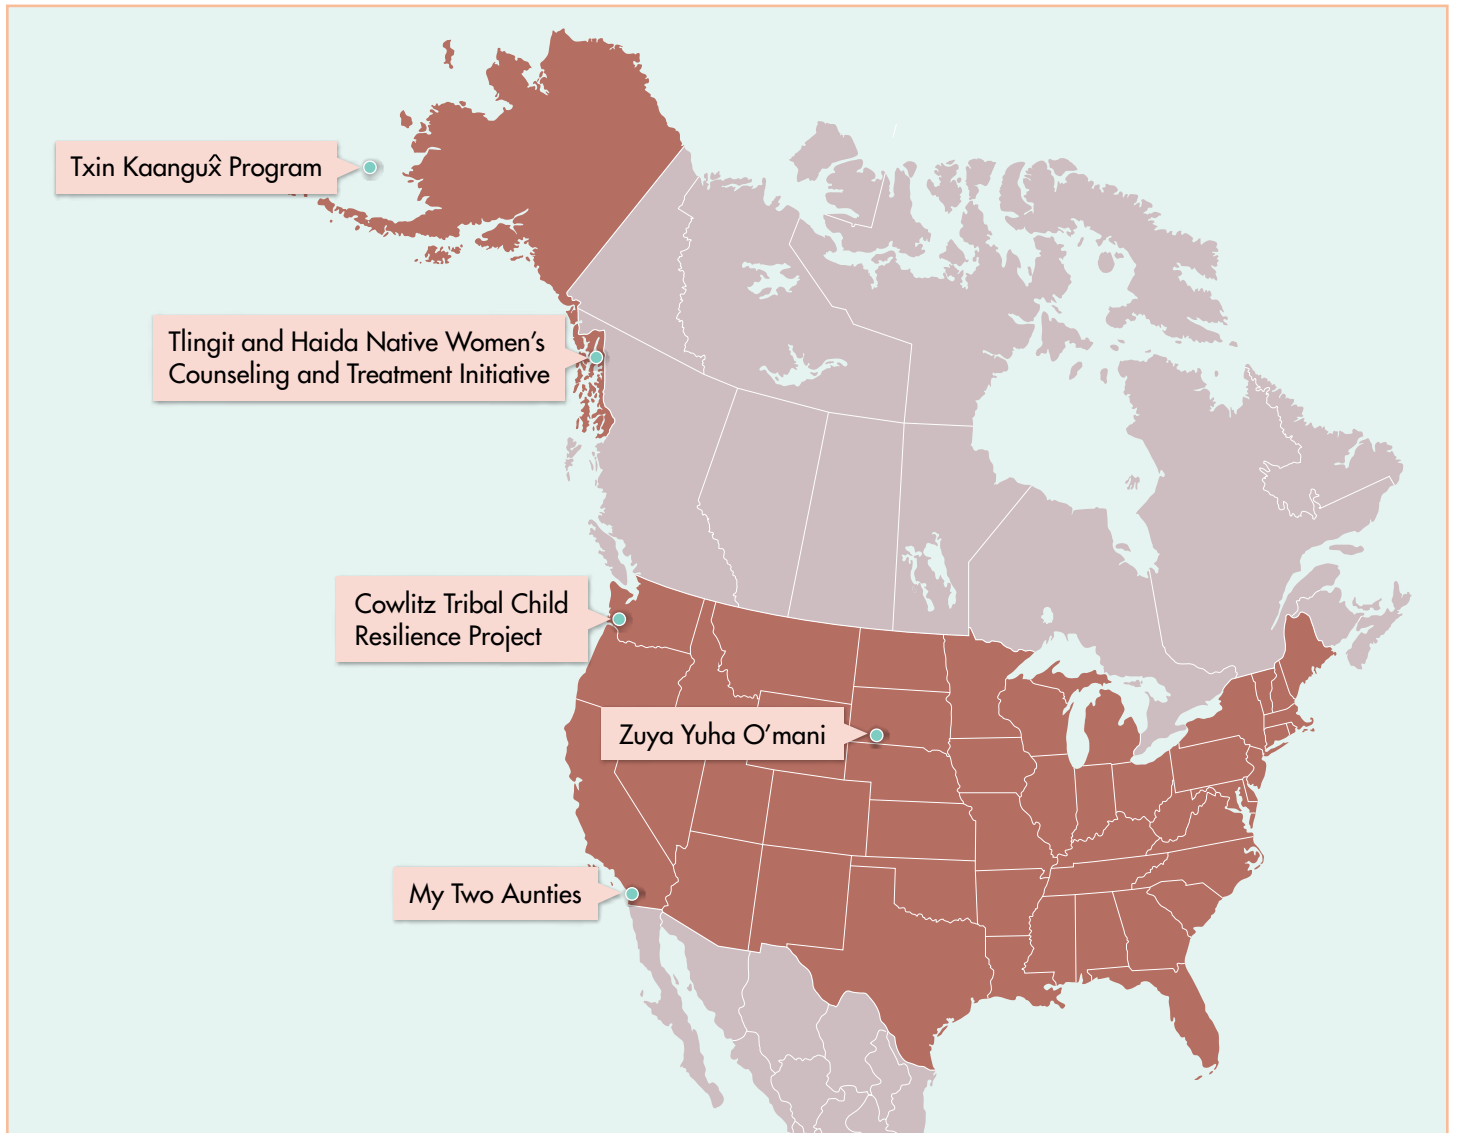 Txin Kaangux̂ Program
Tlingit and Haida Native Women’s
Counseling and Treatment Initiative
Cowlitz Tribal Child
Resilience Project
Zuya Yuha O’mani
My Two Aunties